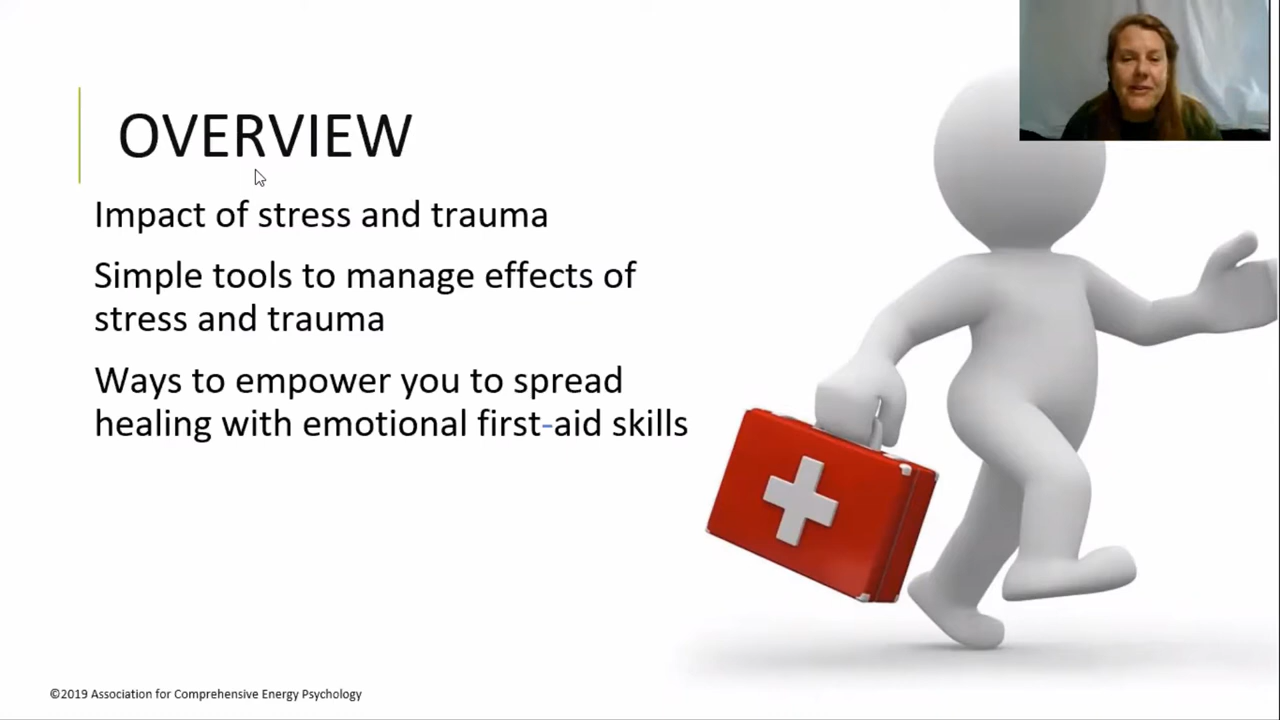 OVERVIEW
Impact of stress and trauma
Simple tools to manage effects of
stress and trauma
Ways to empower you to spread
healing with emotional first-aid skills
©2019 Association for Comprehensive Energy Psychology